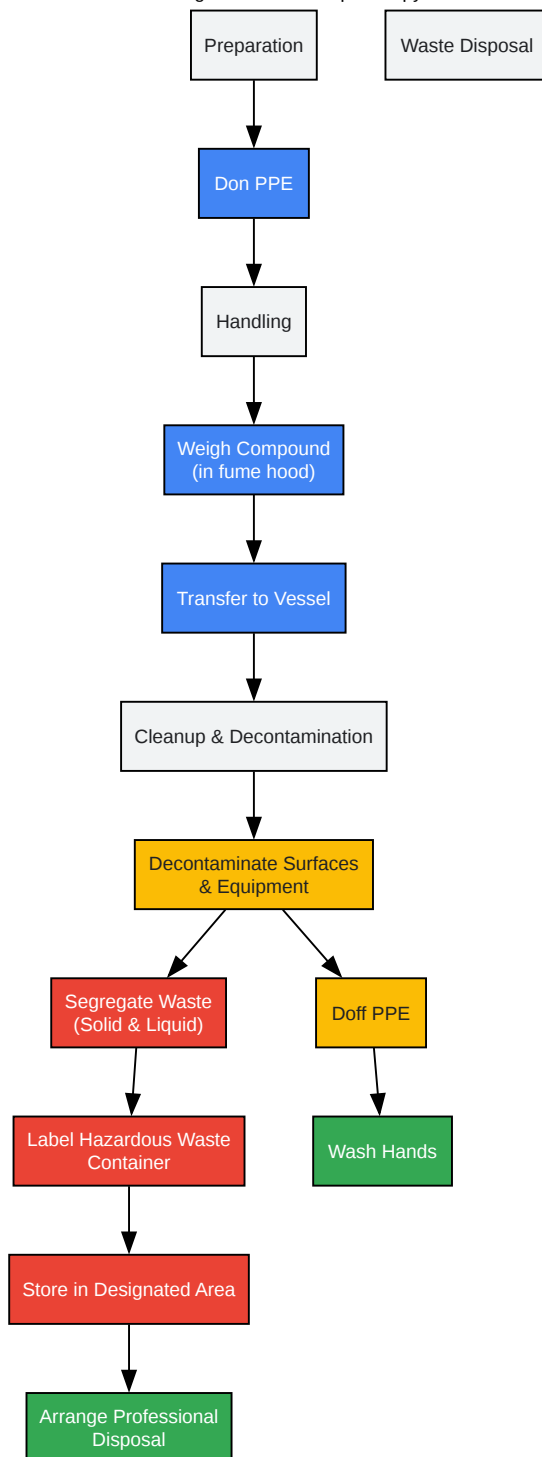 Preparation
Waste Disposal
Don PPE
Handling
Weigh Compound
(in fume hood)
Transfer to Vessel
Cleanup & Decontamination
Decontaminate Surfaces
& Equipment
Segregate Waste
(Solid & Liquid)
Doff PPE
Label Hazardous Waste
Container
Wash Hands
Store in Designated Area
Arrange Professional
Disposal